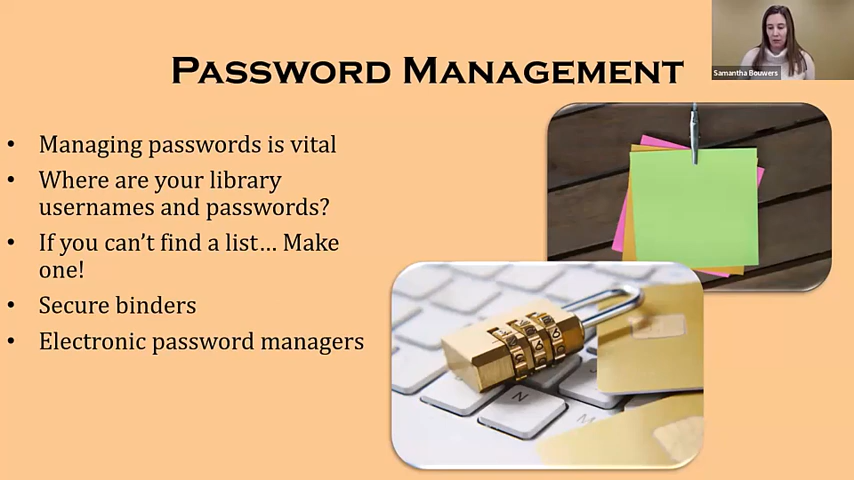 Samantha Bouwers
Password Management
• Managing passwords is vital
• Where are your library
usernames and passwords?
• If you can’t find a list… Make
one!
• Secure binders
• Electronic password managers
N